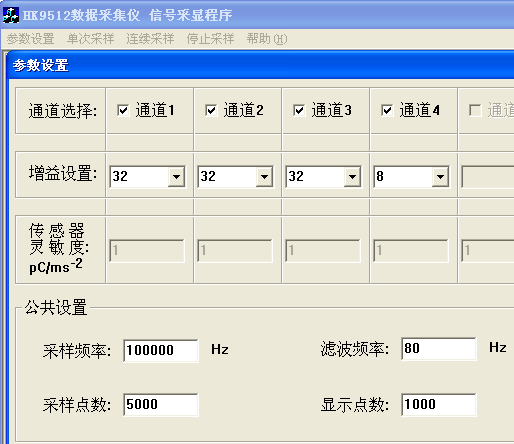 HK9512数据采集仪 信号采显程序
参数设置 单次采样 连续采样 停止采样 帮助(H)
参数设置
通道选择: 通道1 通道2 通道3 通道4 通道
增益设置: 32 32 32 8
传感器
灵敏度:
pC/ms-2
1 1 1 1 1
公共设置
采样频率: 100000 Hz 滤波频率: 80 Hz
采样点数: 5000 显示点数: 1000